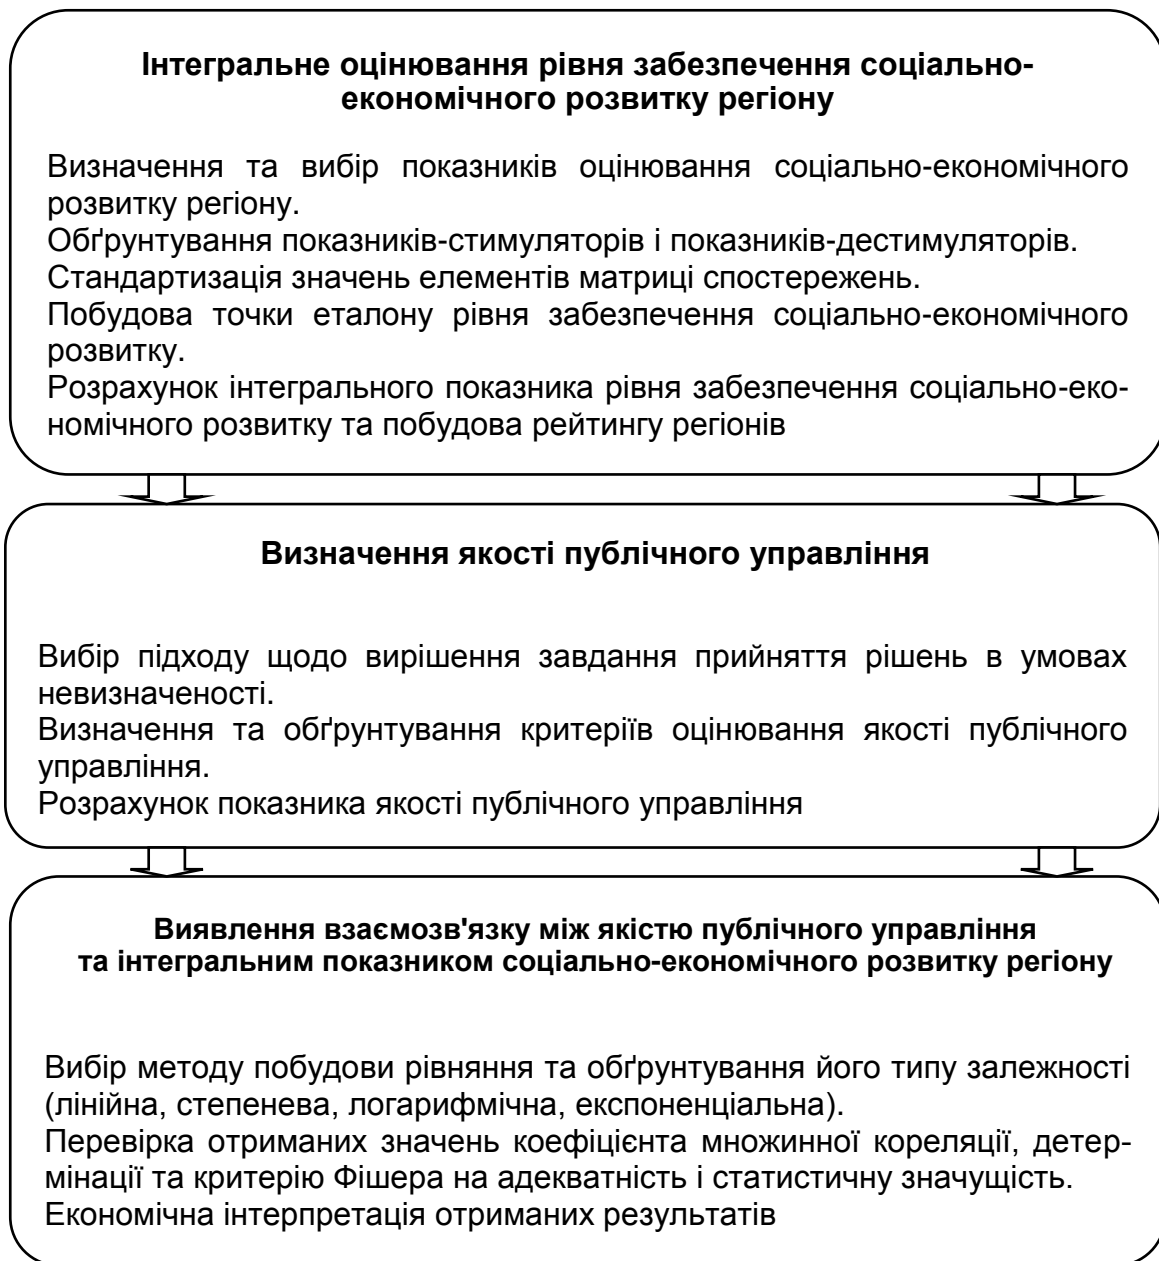 Інтегральне оцінювання рівня забезпечення соціально-
економічного розвитку регіону
Визначення та вибір показників оцінювання соціально-економічного
розвитку регіону.
Обґрунтування показників-стимуляторів і показників-дестимуляторів.
Стандартизація значень елементів матриці спостережень.
Побудова точки еталону рівня забезпечення соціально-економічного
розвитку.
Розрахунок інтегрального показника рівня забезпечення соціально-еко-
номічного розвитку та побудова рейтингу регіонів
Визначення якості публічного управління
Вибір підходу щодо вирішення завдання прийняття рішень в умовах
невизначеності.
Визначення та обґрунтування критеріїв оцінювання якості публічного
управління.
Розрахунок показника якості публічного управління
Виявлення взаємозв'язку між якістю публічного управління
та інтегральним показником соціально-економічного розвитку регіону
Вибір методу побудови рівняння та обґрунтування його типу залежності
(лінійна, степенева, логарифмічна, експоненціальна).
Перевірка отриманих значень коефіцієнта множинної кореляції, детер-
мінації та критерію Фішера на адекватність і статистичну значущість.
Економічна інтерпретація отриманих результатів